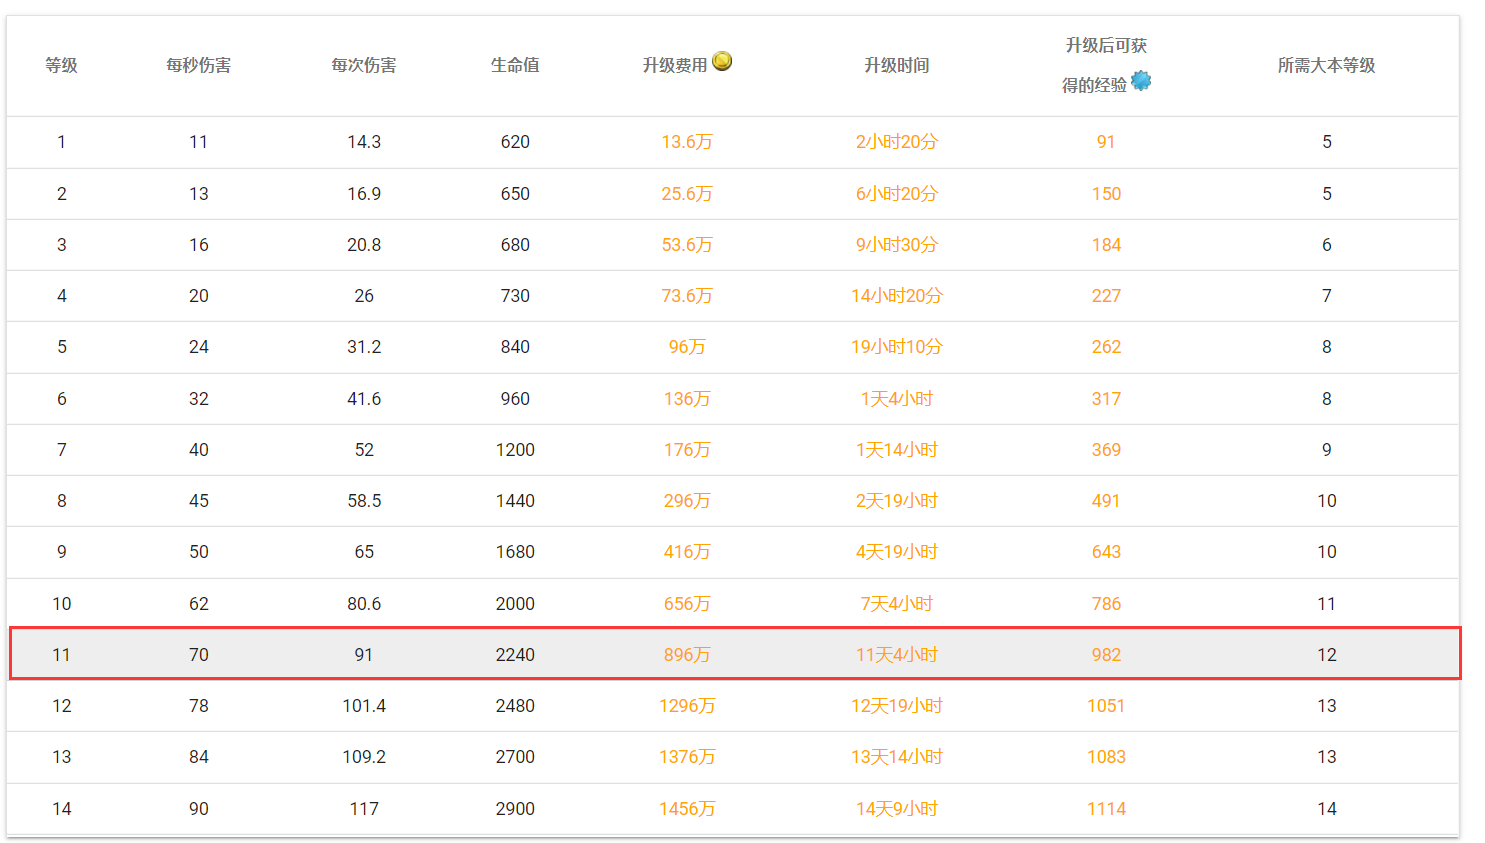 等级 每秒伤害 每次伤害 生命值 升级费用 升级时间 升级后可获得的经验 所需大本等级
1 11 14.3 620 13.6万 2小时20分 91 5
2 13 16.9 650 25.6万 6小时20分 150 5
3 16 20.8 680 53.6万 9小时30分 184 6
4 20 26 730 73.6万 14小时20分 227 7
5 24 31.2 840 96万 19小时10分 262 8
6 32 41.6 960 136万 1天4小时 317 8
7 40 52 1200 176万 1天14小时 369 9
8 45 58.5 1440 296万 2天19小时 491 10
9 50 65 1680 416万 4天19小时 643 10
10 62 80.6 2000 656万 7天4小时 786 11
11 70 91 2240 896万 11天4小时 982 12
12 78 101.4 2480 1296万 12天19小时 1051 13
13 84 109.2 2700 1376万 13天14小时 1083 13
14 90 117 2900 1456万 14天9小时 1114 14